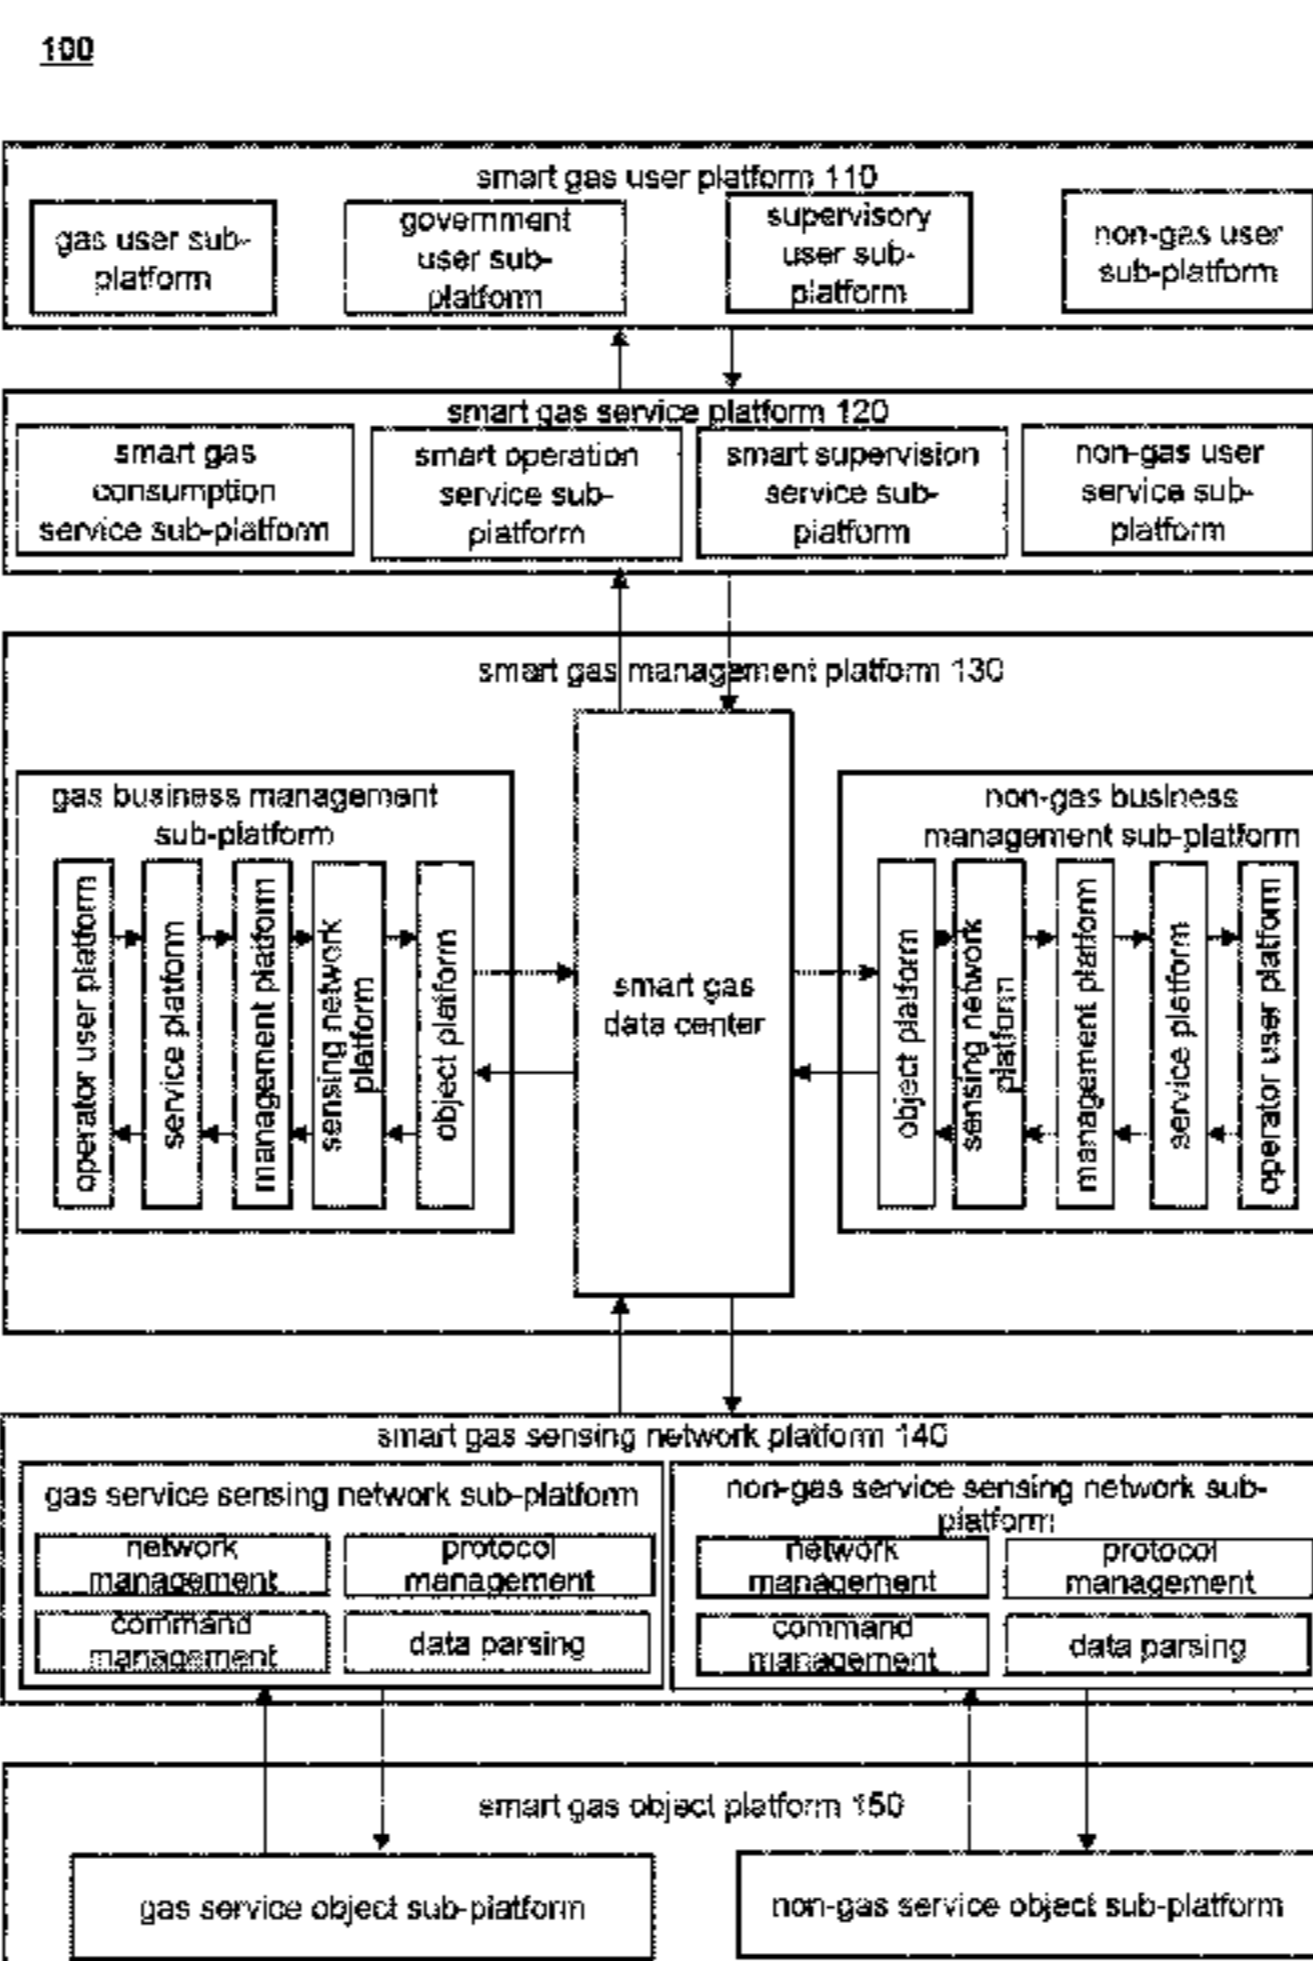 100
smart gas user platform 110
gas user sub-
platform
government
user sub-
platform
supervisory
user sub-
platform
non-gas user
sub-platform
smart gas service platform 120
smart gas
consumption
service sub-platform
smart operation
service sub-
platform
smart supervision
service sub-
platform
non-gas user
service sub-
platform
smart gas management platform 130
gas business management
sub-platform
operator user platform
service platform
management platform
sensing network
platform
object platform
smart gas
data center
non-gas business
management sub-platform
object platform
sensing network
platform
management platform
service platform
operator user platform
smart gas sensing network platform 140
gas service sensing network sub-platform
network
management
protocol
management
command
management
data parsing
non-gas service sensing network sub-
platform
network
management
protocol
management
command
management
data parsing
smart gas object platform 150
gas service object sub-platform
non-gas service object sub-platform